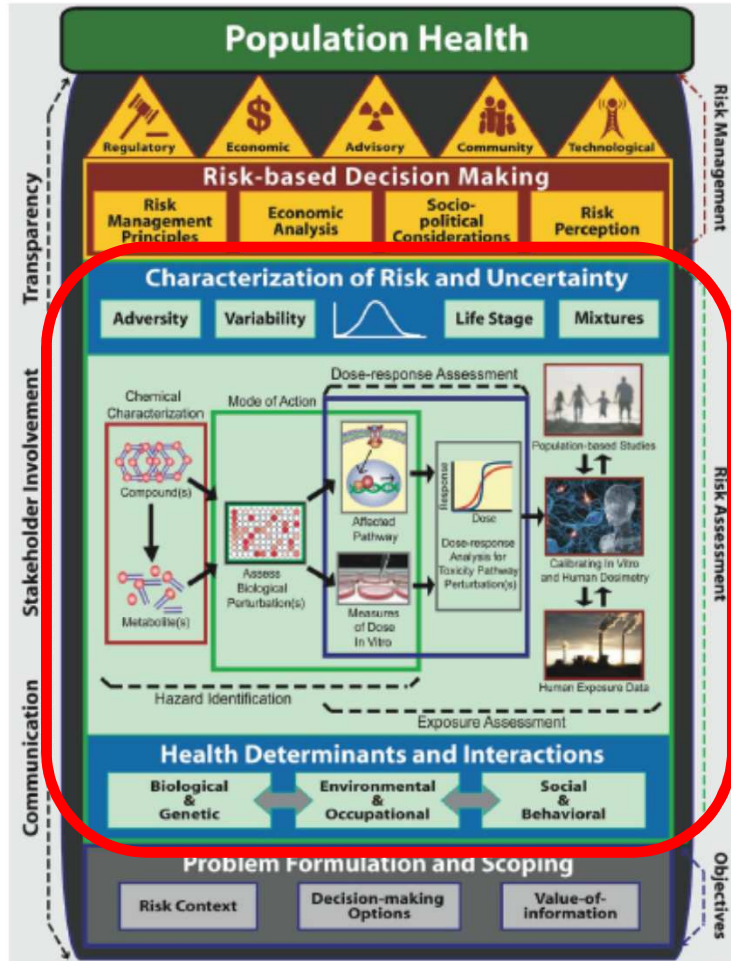 Population Health
Regulatory
$
Economic
Advisory
Community
Technological
Risk-based Decision Making
Risk
Management
Principles
Economic
Analysis
Socio-
political
Considerations
Risk
Perception
Characterization of Risk and Uncertainty
Adversity
Variability
Life Stage
Mixtures
Dose-response Assessment
Chemical
Characterization
Mode of Action
Compound(s)
Metabolite(s)
Assess
Biological
Perturbation(s)
Affected
Pathway
Measures
of Dose
In Vitro
Response
Dose
Dose-response
Analysis for
Toxicity Pathway
Perturbation(s)
Population-based Studies
Calibrating In Vitro
and Human Dosimetry
Human Exposure Data
Hazard Identification
Exposure Assessment
Health Determinants and Interactions
Biological
&
Genetic
Environmental
&
Occupational
Social
&
Behavioral
Problem Formulation and Scoping
Risk Context
Decision-making
Options
Value-of-
information
Transparency
Stakeholder Involvement
Communication
Risk Management
Risk Assessment
Objectives